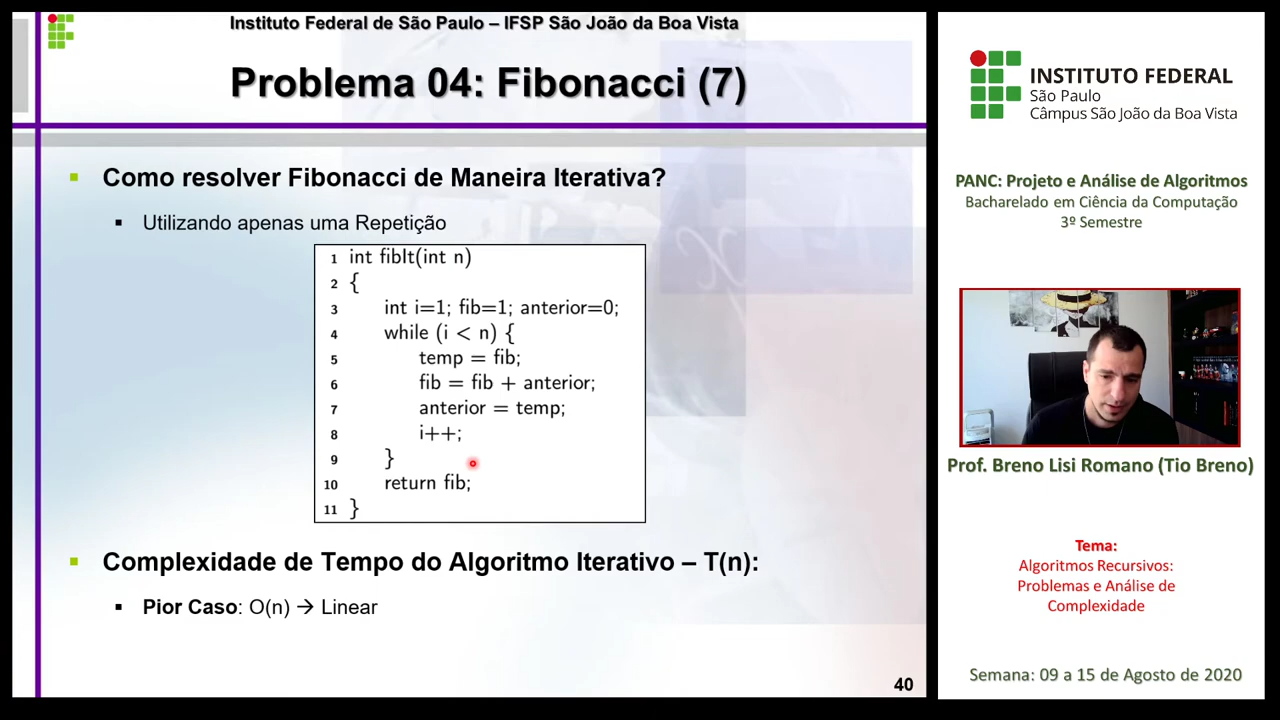 Instituto Federal de São Paulo – IFSP São João da Boa Vista
Problema 04: Fibonacci (7)
Como resolver Fibonacci de Maneira Iterativa?
Utilizando apenas uma Repetição
1 int fibIt(int n)
2 {
3 int i=1; fib=1; anterior=0;
4 while (i < n) {
5 temp = fib;
6 fib = fib + anterior;
7 anterior = temp;
8 i++;
9 }
10 return fib;
11 }
Complexidade de Tempo do Algoritmo Iterativo – T(n):
Pior Caso: O(n) → Linear
40
INSTITUTO FEDERAL
São Paulo
Câmpus São João da Boa Vista
PANC: Projeto e Análise de Algoritmos
Bacharelado em Ciência da Computação
3º Semestre
Prof. Breno Lisi Romano (Tio Breno)
Tema:
Algoritmos Recursivos:
Problemas e Análise de
Complexidade
Semana: 09 a 15 de Agosto de 2020